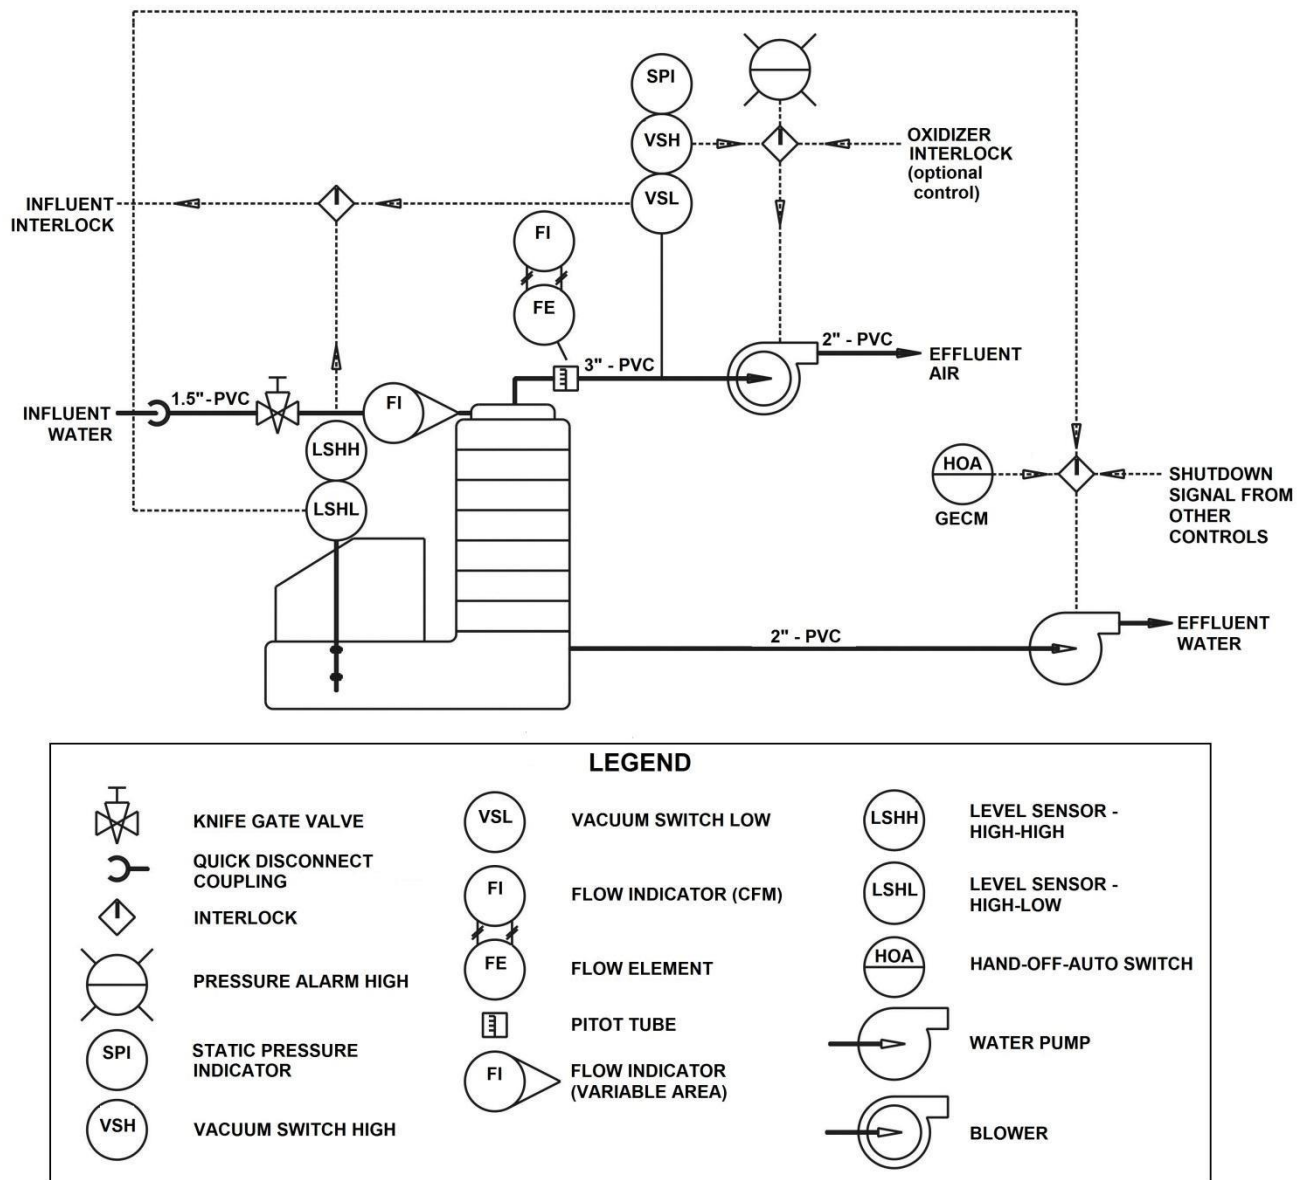 SPI
VSH
VSL
OXIDIZER
INTERLOCK
(optional
control)
INFLUENT
INTERLOCK
FI
FE
3" - PVC
2" - PVC
EFFLUENT
AIR
1.5"-PVC
INFLUENT
WATER
FI
LSHH
LSHL
HOA
GECM
SHUTDOWN
SIGNAL FROM
OTHER
CONTROLS
2" - PVC
EFFLUENT
WATER
LEGEND
KNIFE GATE VALVE
QUICK DISCONNECT
COUPLING
INTERLOCK
PRESSURE ALARM HIGH
SPI
STATIC PRESSURE
INDICATOR
VSH
VACUUM SWITCH HIGH
VSL
VACUUM SWITCH LOW
FI
FLOW INDICATOR (CFM)
FE
FLOW ELEMENT
PITOT TUBE
FI
FLOW INDICATOR
(VARIABLE AREA)
LSHH
LEVEL SENSOR -
HIGH-HIGH
LSHL
LEVEL SENSOR -
HIGH-LOW
HOA
HAND-OFF-AUTO SWITCH
WATER PUMP
BLOWER